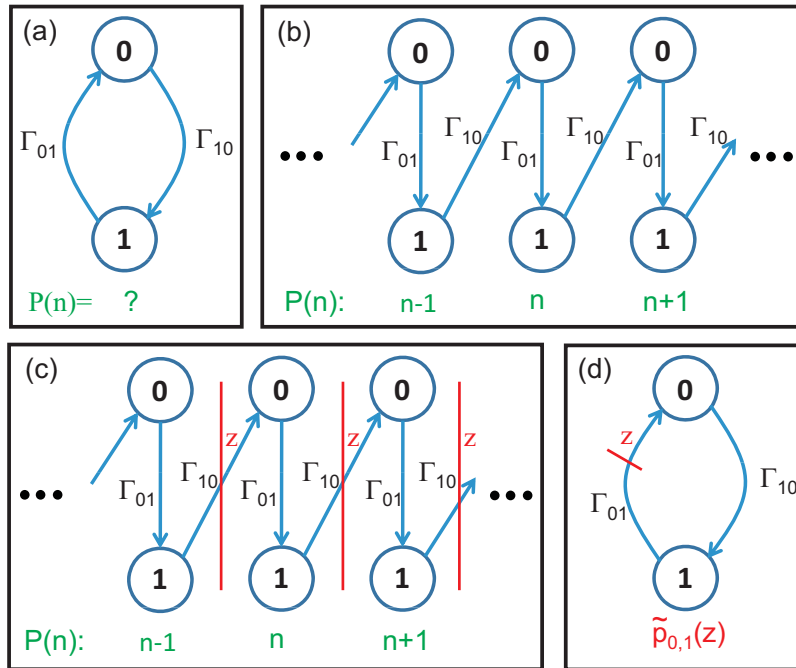 (a)
0
Γ01
Γ10
1
P(n)= ?
(b)
0 0 0
Γ10 Γ10 Γ10
••• Γ01 Γ01 Γ01 •••
1 1 1
P(n): n-1 n n+1
(c)
0 0 0
z z z
Γ10 Γ10 Γ10
••• Γ01 Γ01 Γ01 •••
1 1 1
P(n): n-1 n n+1
(d)
0
z
Γ01
Γ10
1
p̃0,1(z)